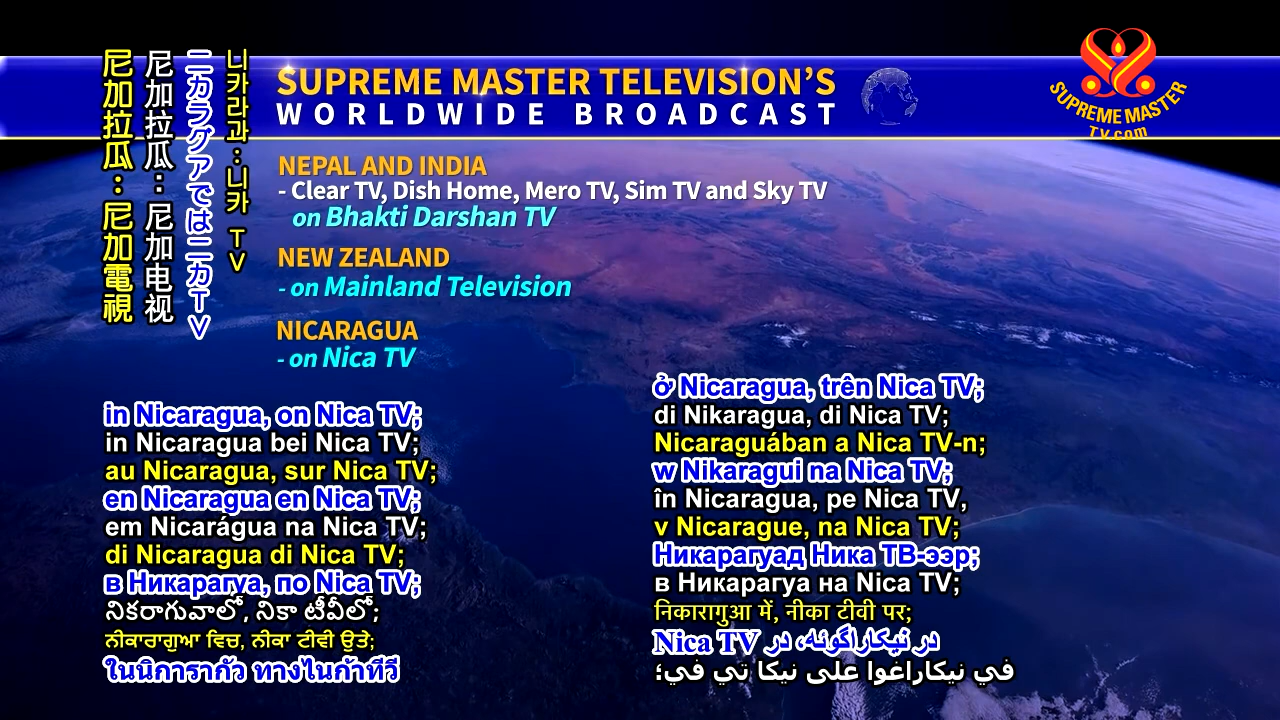 尼加拉瓜：尼加電視
尼加拉瓜：尼加电视
ニカラグアではニカTV
니카라과: 니카 TV
SUPREME MASTER TELEVISION’S
WORLDWIDE BROADCAST
SUPREME MASTER
TV.com
NEPAL AND INDIA
- Clear TV, Dish Home, Mero TV, Sim TV and Sky TV
on Bhakti Darshan TV
NEW ZEALAND
- on Mainland Television
NICARAGUA
- on Nica TV
in Nicaragua, on Nica TV;
in Nicaragua bei Nica TV;
au Nicaragua, sur Nica TV;
en Nicaragua en Nica TV;
em Nicarágua na Nica TV;
di Nicaragua di Nica TV;
в Никарагуа, по Nica TV;
నికరాగువాలో, నికా టీవీలో;
ਨੀਕਾਰਾਗੁਆ ਵਿਚ, ਨੀਕਾ ਟੀਵੀ ਉਤੇ;
ในนิการากัว ทางไนก้าทีวี
ở Nicaragua, trên Nica TV;
di Nikaragua, di Nica TV;
Nicaraguában a Nica TV-n;
w Nikaragui na Nica TV;
în Nicaragua, pe Nica TV,
v Nicarague, na Nica TV;
Никарагуад Ника ТВ-ээр;
в Никарагуа на Nica TV;
निकारागुआ में, नीका टीवी पर;
در نیکاراگوئه، در Nica TV
في نيكاراغوا على نيكا تي في؛